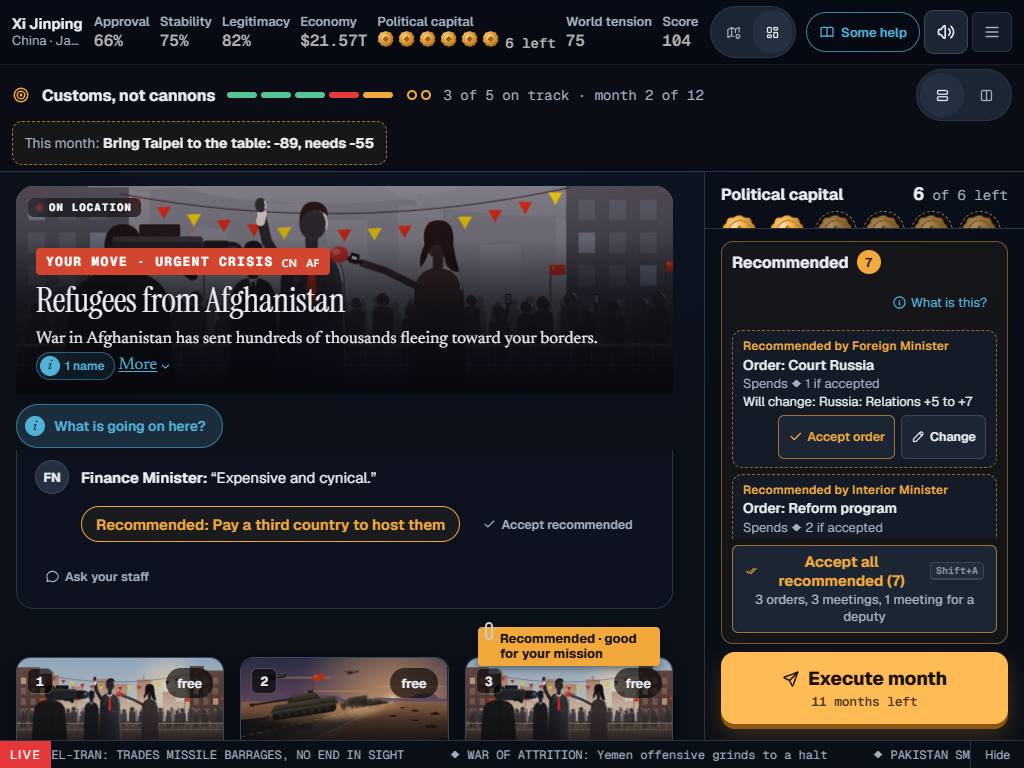 Xi Jinping
China · Ja…
Approval
66%
Stability
75%
Legitimacy
82%
Economy
$21.57T
Political capital
6 left
World tension
75
Score
104
Some help
Customs, not cannons
3 of 5 on track · month 2 of 12
This month: Bring Taipei to the table: -89, needs -55
ON LOCATION
YOUR MOVE · URGENT CRISIS CN AF
Refugees from Afghanistan
War in Afghanistan has sent hundreds of thousands fleeing toward your borders.
i 1 name More
i What is going on here?
FN Finance Minister: “Expensive and cynical.”
Recommended: Pay a third country to host them
Accept recommended
Ask your staff
Recommended · good
for your mission
1 free
2 free
3 free
Political capital 6 of 6 left
Recommended 7
What is this?
Recommended by Foreign Minister
Order: Court Russia
Spends ◆ 1 if accepted
Will change: Russia: Relations +5 to +7
Accept order
Change
Recommended by Interior Minister
Order: Reform program
Spends ◆ 2 if accepted
Accept all
recommended (7)
Shift+A
3 orders, 3 meetings, 1 meeting for a
deputy
Execute month
11 months left
LIVE EL-IRAN: TRADES MISSILE BARRAGES, NO END IN SIGHT ◆ WAR OF ATTRITION: Yemen offensive grinds to a halt ◆ PAKISTAN SM Hide